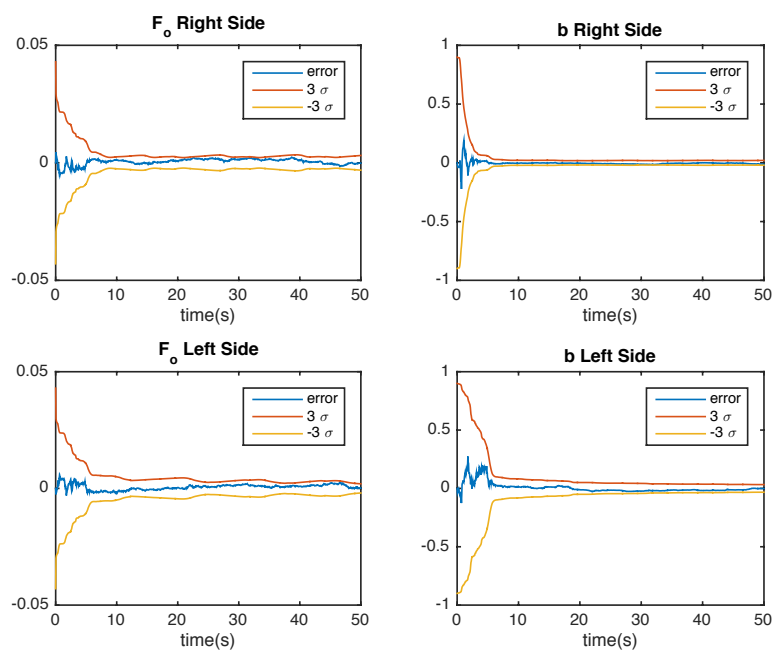 F_o Right Side
0.05
0
-0.05
0 10 20 30 40 50
time(s)
error
3 σ
-3 σ
b Right Side
1
0.5
0
-0.5
-1
0 10 20 30 40 50
time(s)
error
3 σ
-3 σ
F_o Left Side
0.05
0
-0.05
0 10 20 30 40 50
time(s)
error
3 σ
-3 σ
b Left Side
1
0.5
0
-0.5
-1
0 10 20 30 40 50
time(s)
error
3 σ
-3 σ